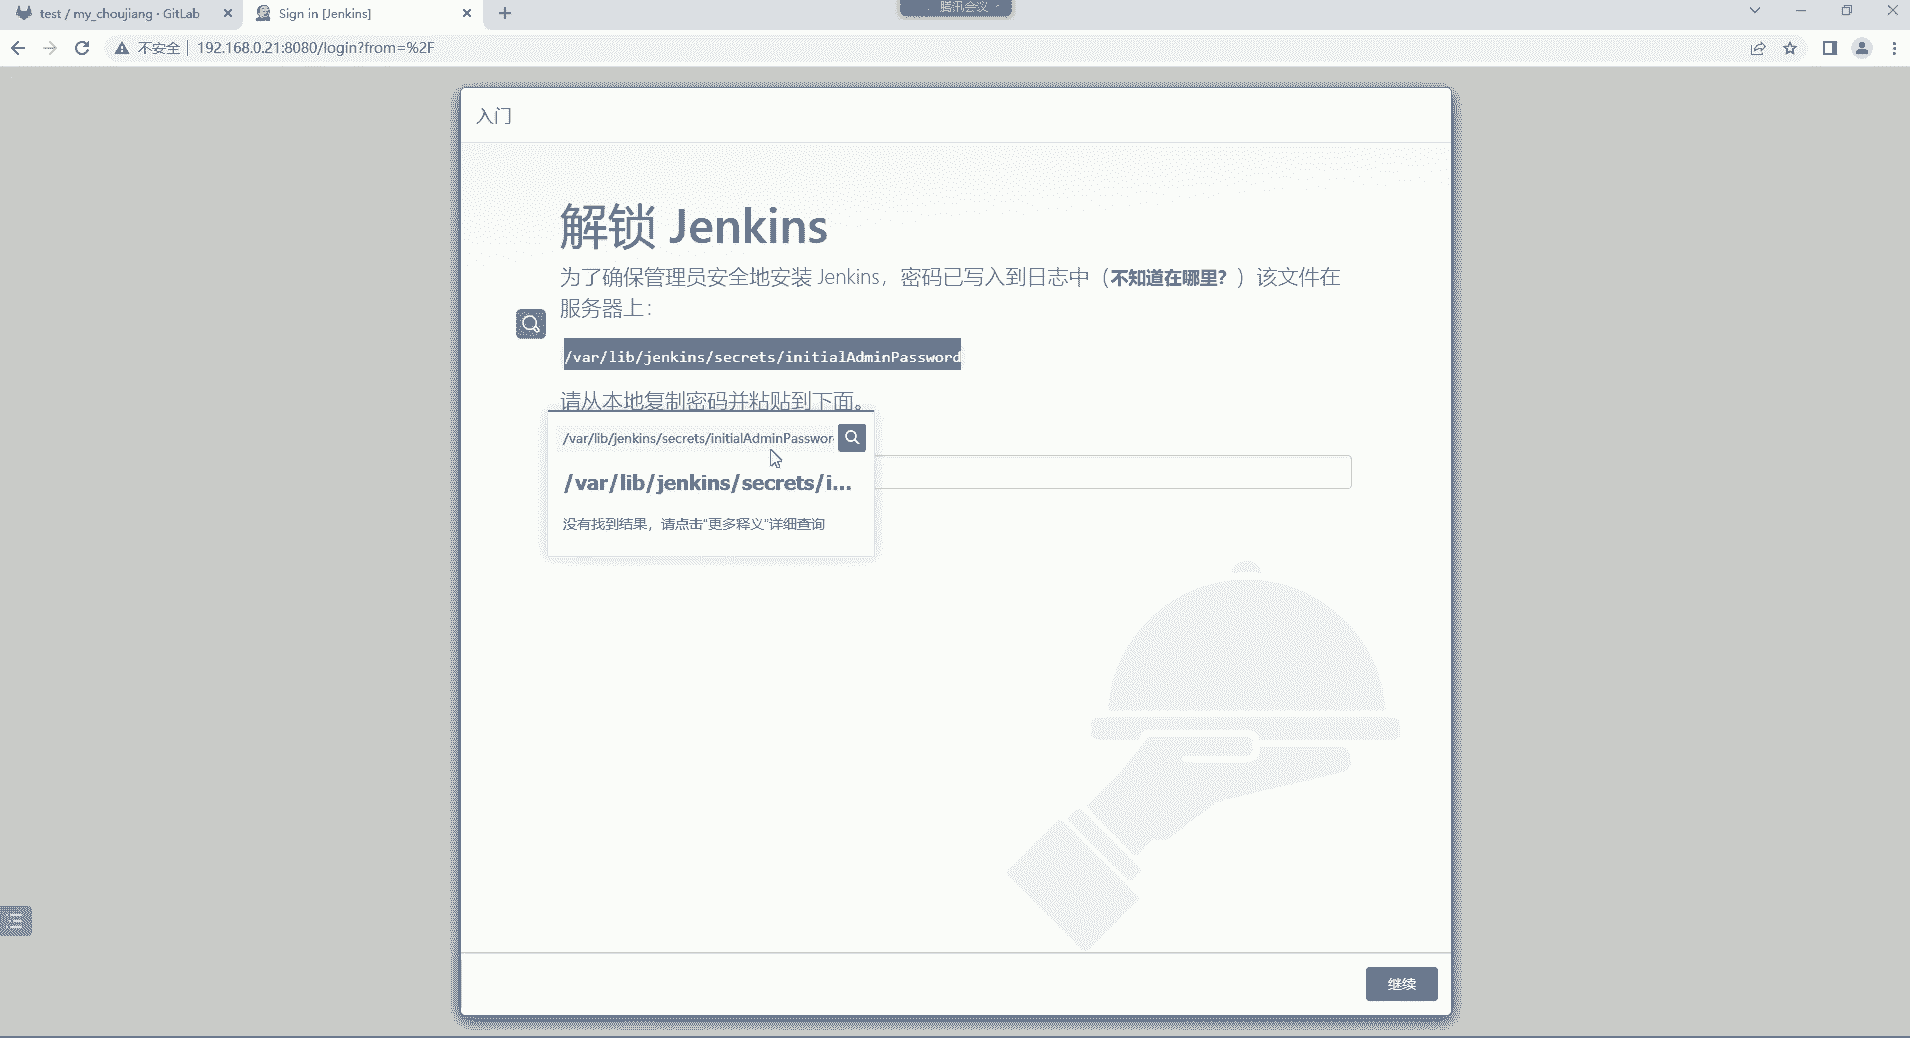 test / my_choujiang · GitLab
Sign in [Jenkins]
腾讯会议
不安全
192.168.0.21:8080/login?from=%2F
入门
解锁 Jenkins
为了确保管理员安全地安装 Jenkins，密码已写入到日志中（不知道在哪里？）该文件在
服务器上：
/var/lib/jenkins/secrets/initialAdminPassword
请从本地复制密码并粘贴到下面。
/var/lib/jenkins/secrets/initialAdminPasswor
/var/lib/jenkins/secrets/i...
没有找到结果，请点击“更多释义”详细查询
继续